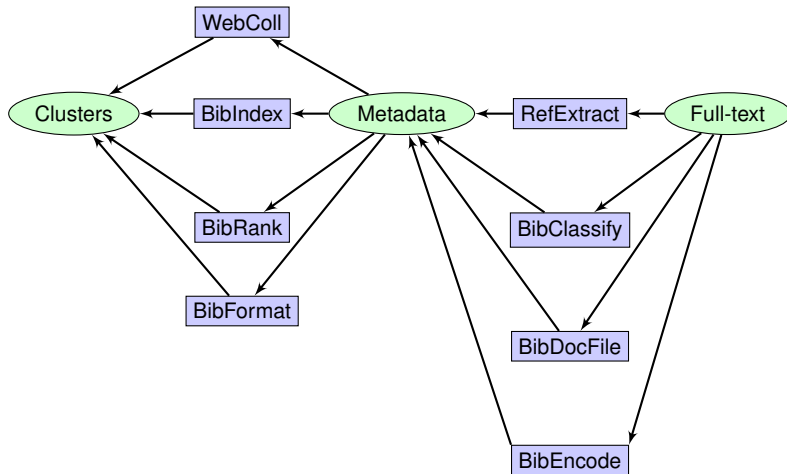 WebColl
Clusters
BibIndex
Metadata
RefExtract
Full-text
BibRank
BibClassify
BibFormat
BibDocFile
BibEncode